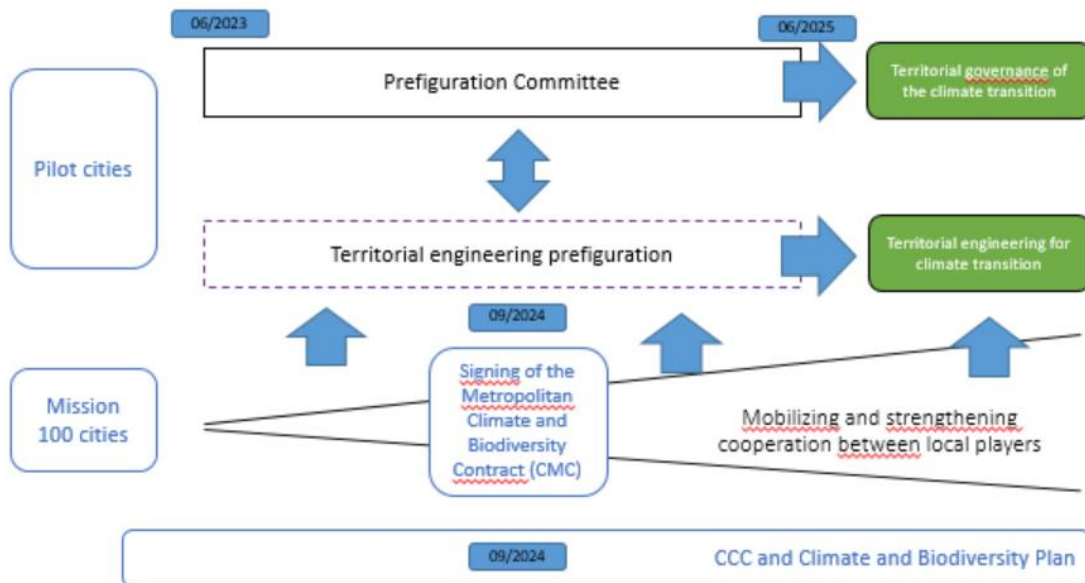 06/2023
06/2025
Prefiguration Committee
Territorial governance of
the climate transition
Pilot cities
Territorial engineering prefiguration
Territorial engineering for
climate transition
09/2024
Signing of the
Metropolitan
Climate and
Biodiversity
Contract (CMC)
Mission
100 cities
Mobilizing and strengthening
cooperation between local players
09/2024
CCC and Climate and Biodiversity Plan